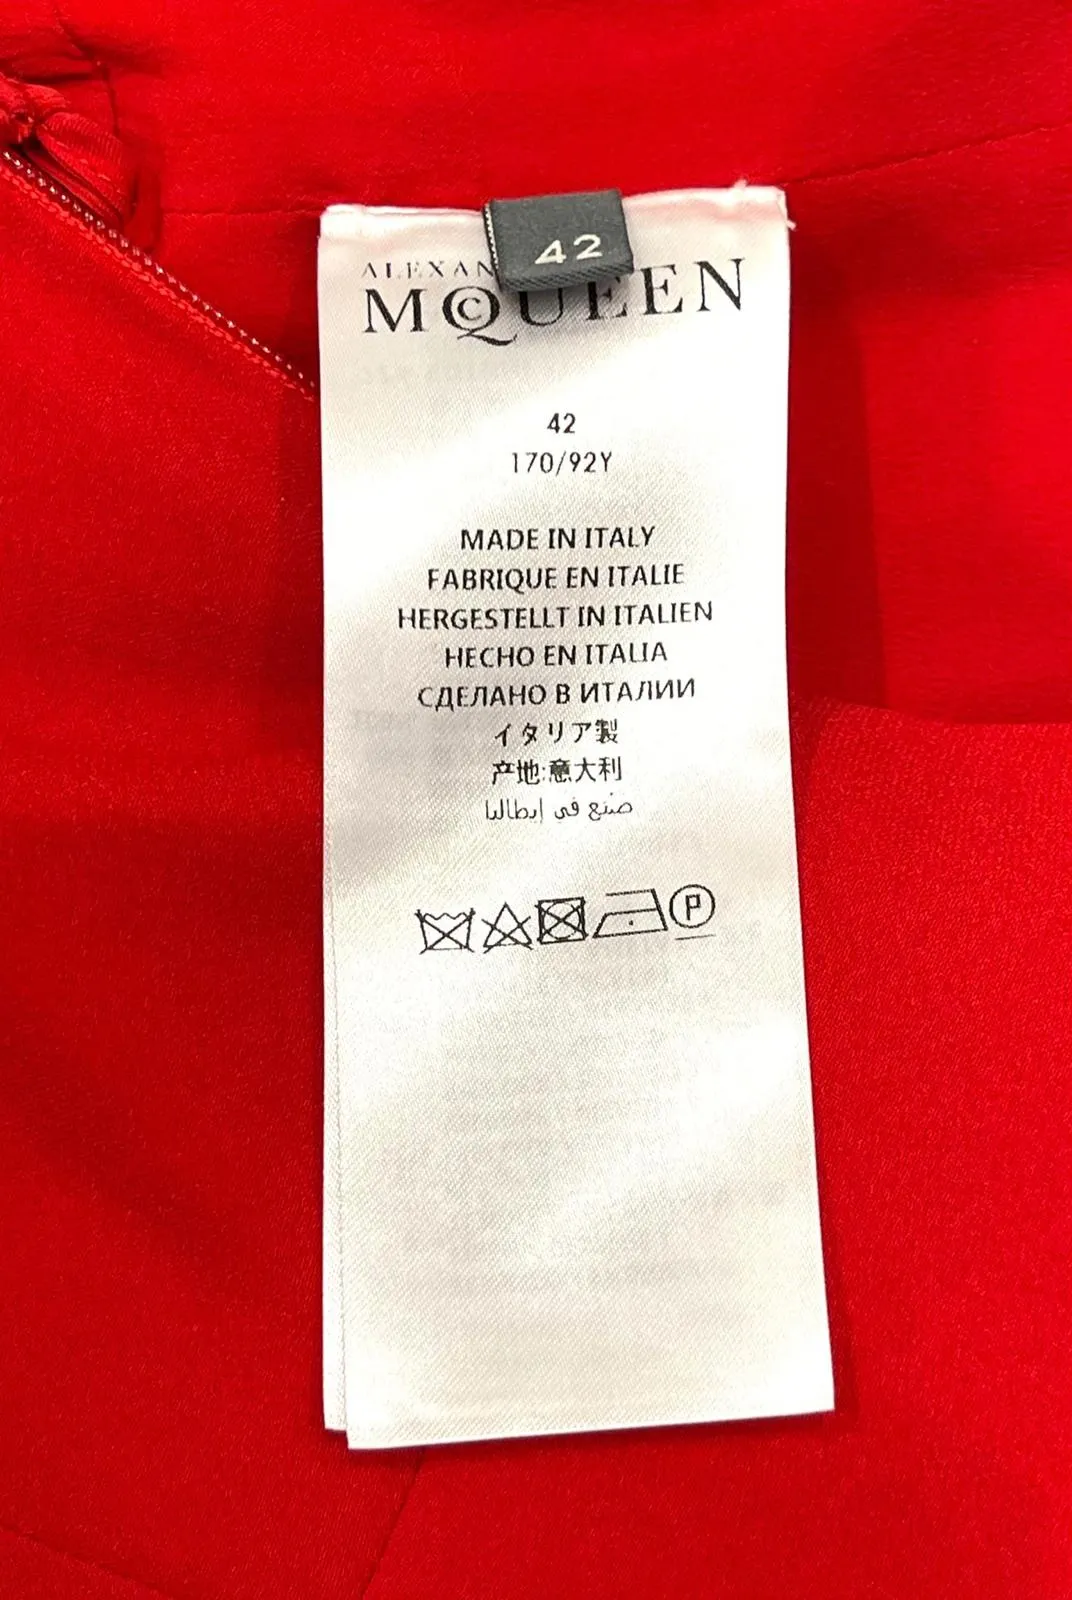 42
ALEXAN
MCQUEEN
42
170/92Y
MADE IN ITALY
FABRIQUE EN ITALIE
HERGESTELLT IN ITALIEN
HECHO EN ITALIA
СДЕЛАНО В ИТАЛИИ
イタリア製
产地:意大利
صنع في إيطاليا
P